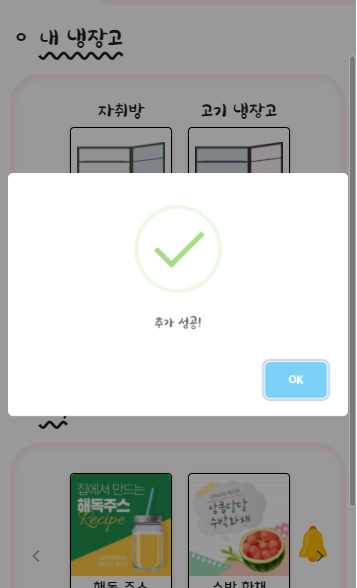 내 냉장고
자취방
고기 냉장고
추가 성공!
OK
집에서 만드는
해독주스
Recipe
상콤달달
수박화채
해독 주스
수박 화채